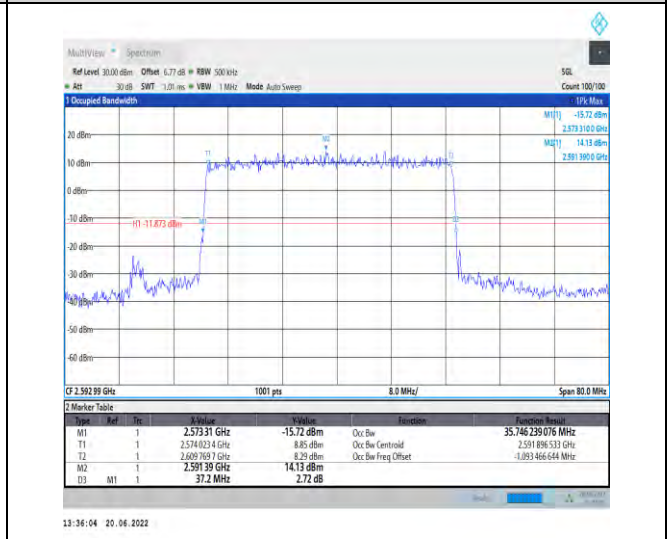 MultiView Spectrum
Ref Level 30.00 dBm Offset 6.77 dB RBW 500 kHz SGL
Att 30 dB SWT 1.01 ms VBW 1 MHz Mode Auto Sweep Count 100/100
1 Occupied Bandwidth 1Pk Max
M1[1] -15.72 dBm
2.573 310 0 GHz
M2[1] 14.13 dBm
2.591 390 0 GHz
20 dBm
M2
T1
10 dBm
0 dBm
-10 dBm
H1 -11.873 dBm
-20 dBm
-30 dBm
-40 dBm
-50 dBm
-60 dBm
CF 2.592 99 GHz 1001 pts 8.0 MHz/ Span 80.0 MHz
2 Marker Table
Type Ref Trc X-Value Y-Value Function Function Result
M1 1 2.573 31 GHz -15.72 dBm Occ Bw 35.746 239 076 MHz
T1 1 2.574 023 4 GHz 8.85 dBm Occ Bw Centroid 2.591 896 533 GHz
T2 1 2.609 769 7 GHz 8.29 dBm Occ Bw Freq Offset -1.093 466 644 MHz
M2 1 2.591 39 GHz 14.13 dBm
D3 M1 1 37.2 MHz 2.72 dB
13:36:04 20.06.2022